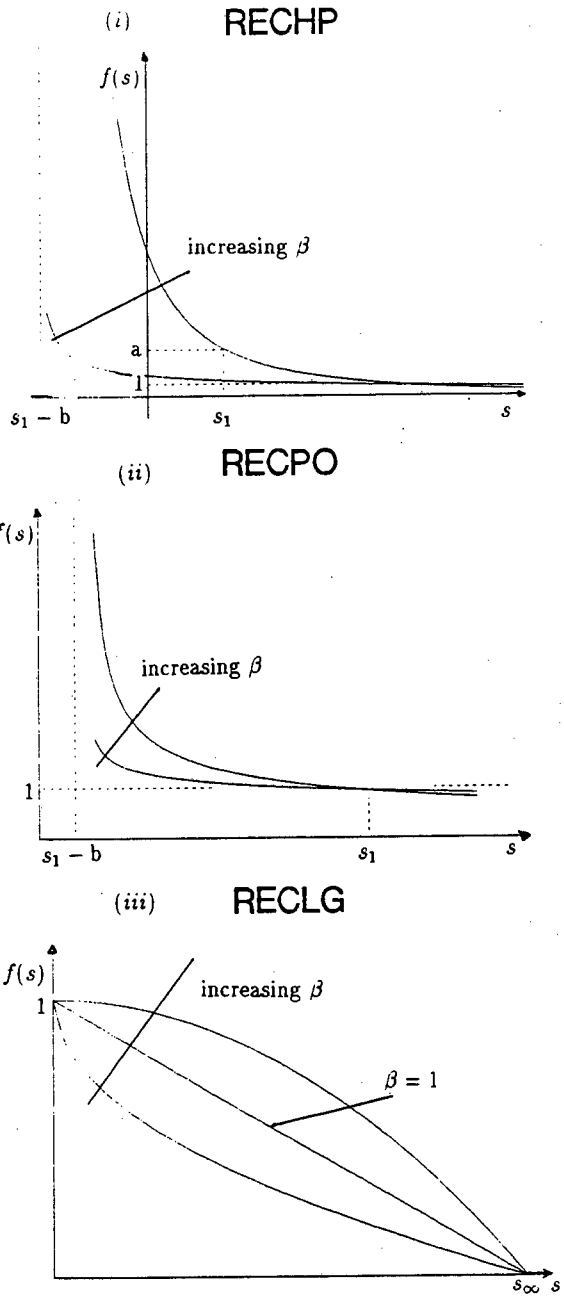 (i) RECHP
f(s)
increasing β
a
1
s₁ − b s₁ s
(ii) RECPO
f(s)
increasing β
1
s₁ − b s₁ s
(iii) RECLG
f(s)
increasing β
1
β = 1
s∞ s